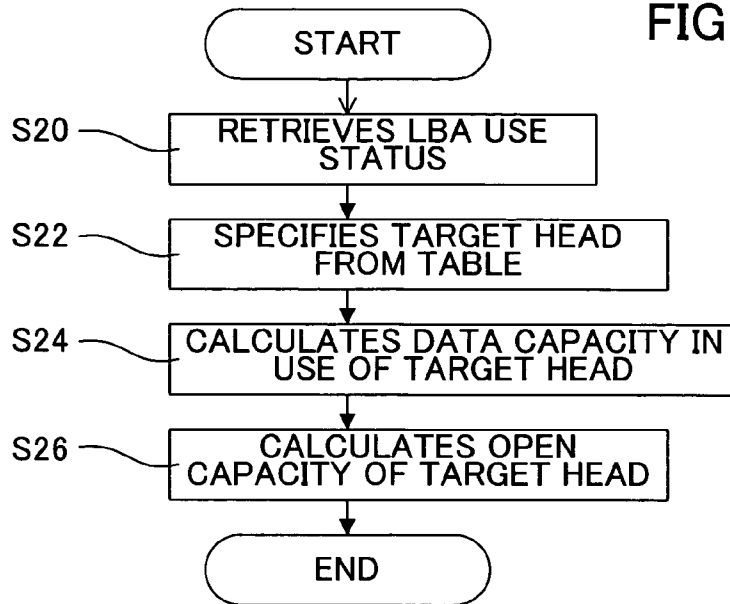 FIG
START
S20
RETRIEVES LBA USE
STATUS
S22
SPECIFIES TARGET HEAD
FROM TABLE
S24
CALCULATES DATA CAPACITY IN
USE OF TARGET HEAD
S26
CALCULATES OPEN
CAPACITY OF TARGET HEAD
END